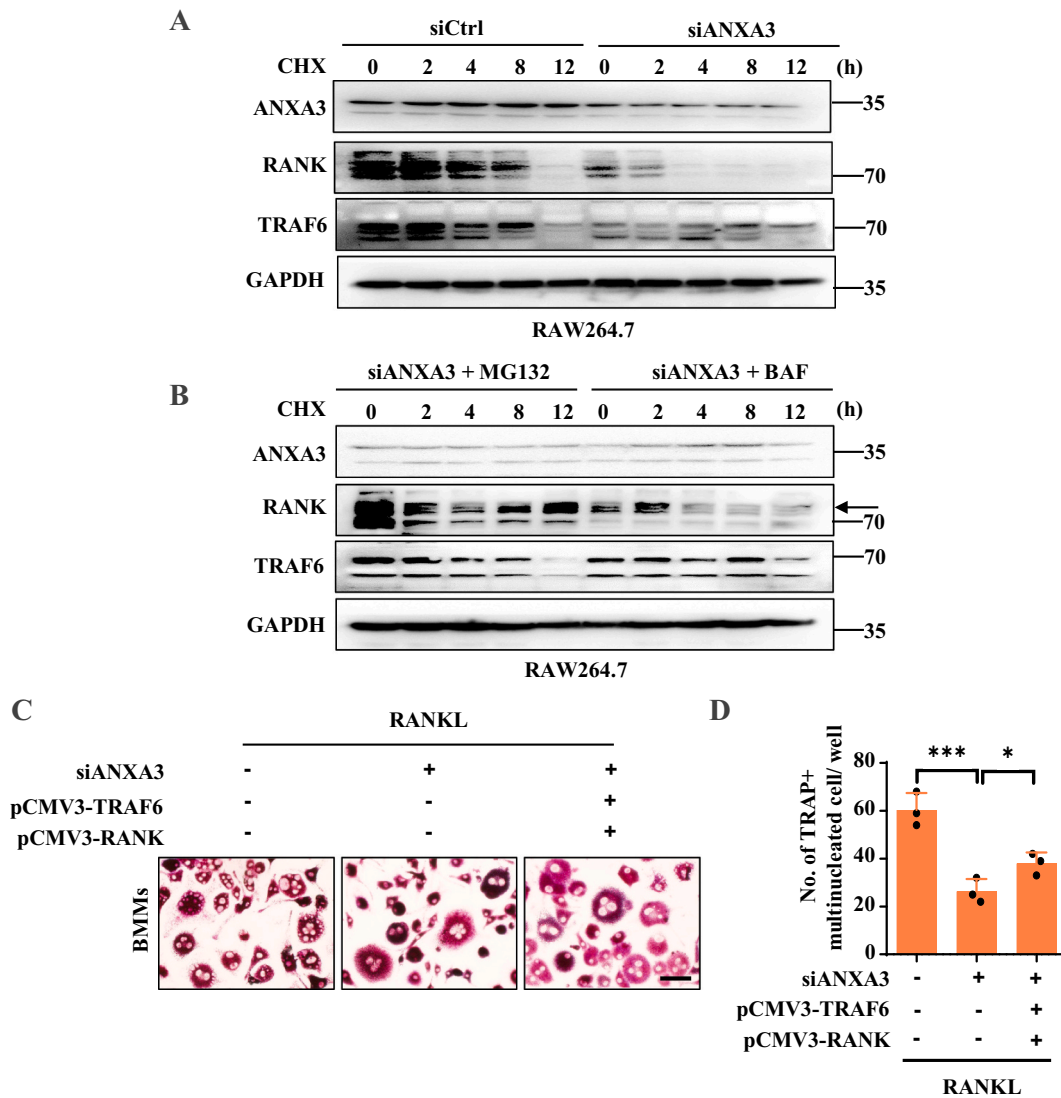 A
siCtrl siANXA3
CHX 0 2 4 8 12 0 2 4 8 12 (h)
ANXA3 35
RANK 70
TRAF6 70
GAPDH 35
RAW264.7
B
siANXA3 + MG132 siANXA3 + BAF
CHX 0 2 4 8 12 0 2 4 8 12 (h)
ANXA3 35
RANK 70
TRAF6 70
GAPDH 35
RAW264.7
C
RANKL
siANXA3 - + +
pCMV3-TRAF6 - - +
pCMV3-RANK - - +
BMMs
D
No. of TRAP+
multinucleated cell/ well
80
60
40
20
0
*** *
siANXA3 - + +
pCMV3-TRAF6 - - +
pCMV3-RANK - - +
RANKL